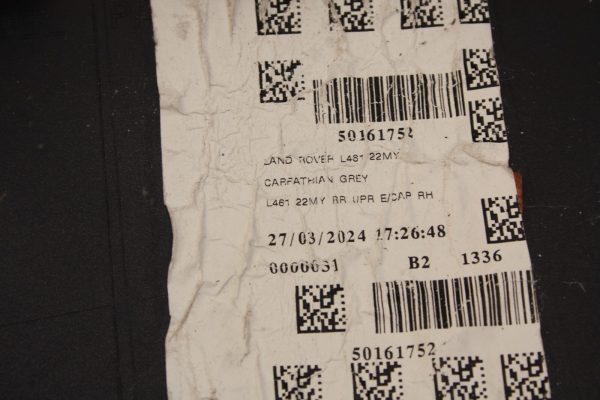 50161752
LAND ROVER L461 22MY
CARPATHIAN GREY
L461 22MY RR UPR E/CAP RH
27/03/2024 17:26:48
0000031 B2 1336
50161752